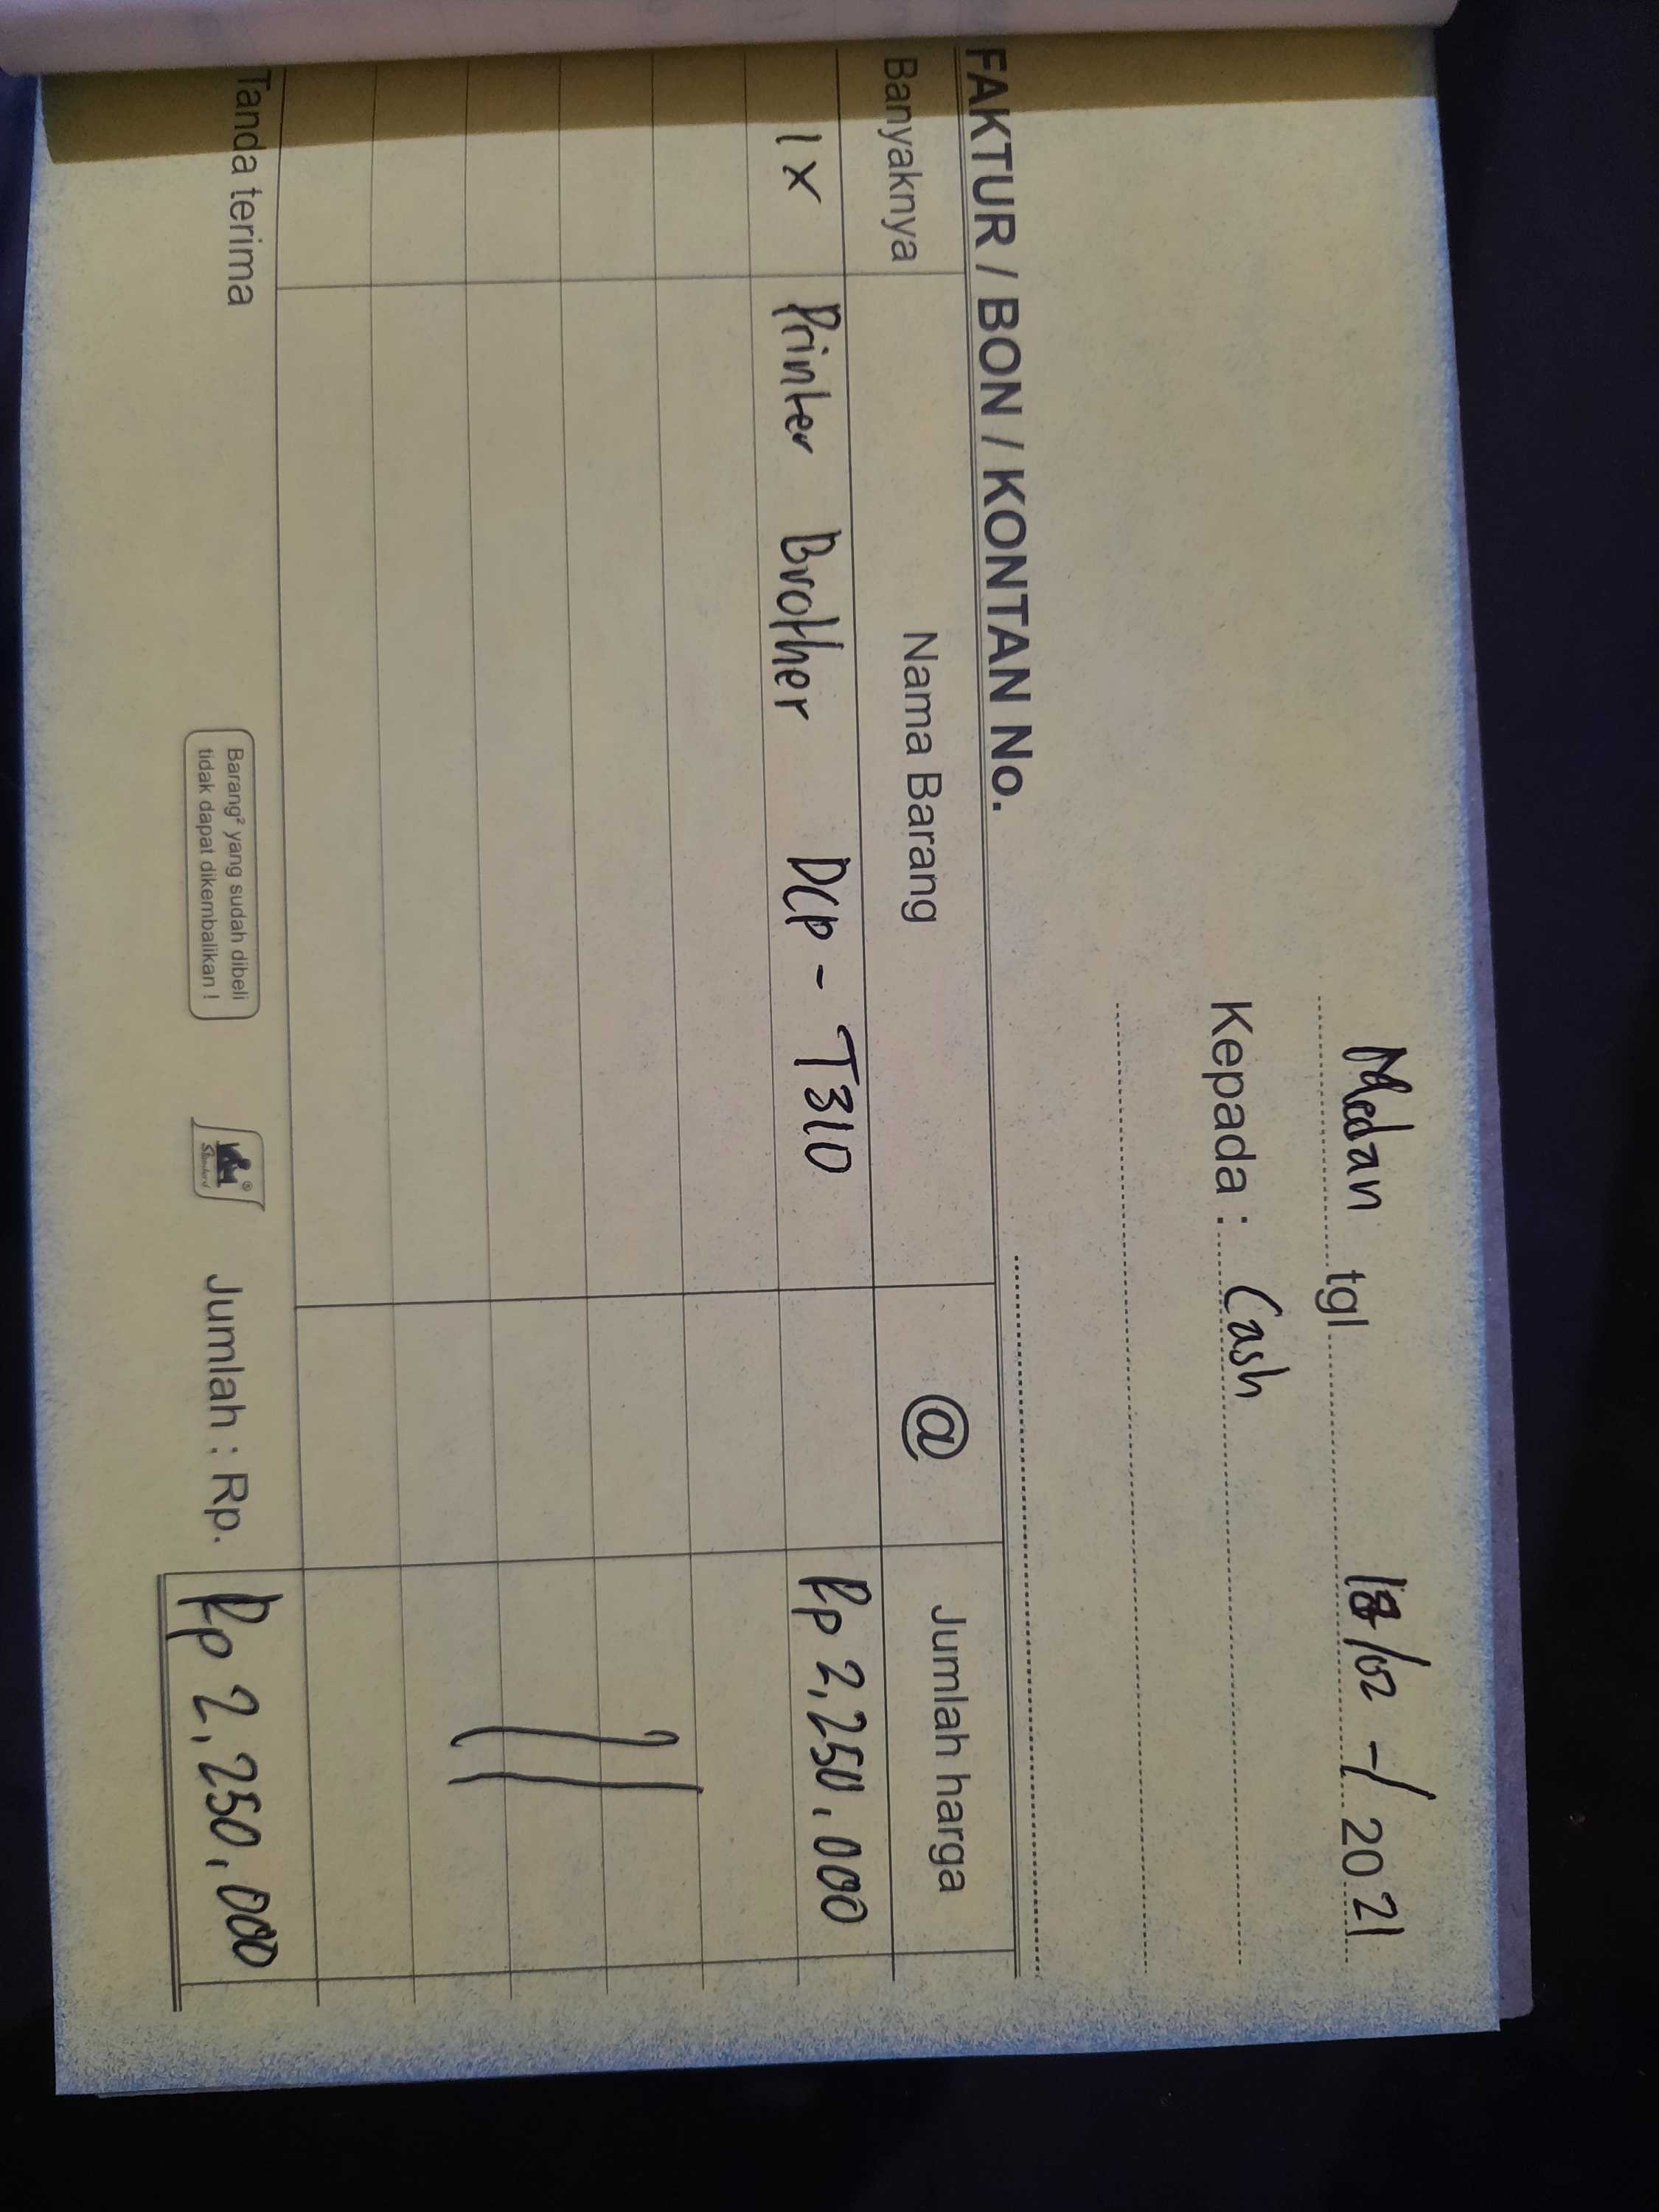 Medan tgl. /02 -/ 2021
Kepada : Cash
FAKTUR / BON / KONTAN No.
Banyaknya Nama Barang @ Jumlah harga
1x Printer Brother DCP - T310 Rp 2,250.000
Tanda terima
Barang² yang sudah dibeli
tidak dapat dikembalikan !
Jumlah : Rp. Rp 2,250,000